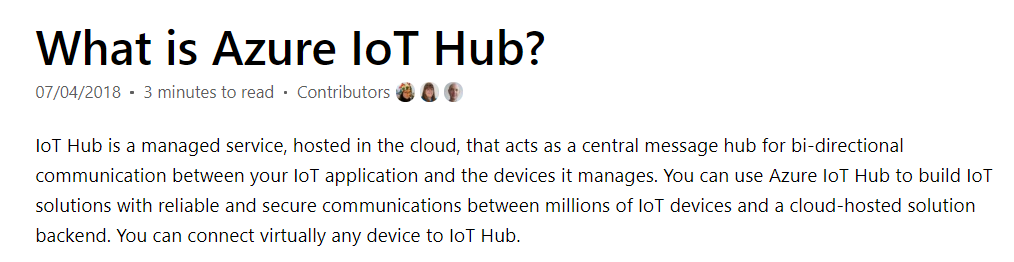 What is Azure IoT Hub?
07/04/2018 • 3 minutes to read • Contributors
IoT Hub is a managed service, hosted in the cloud, that acts as a central message hub for bi-directional
communication between your IoT application and the devices it manages. You can use Azure IoT Hub to build IoT
solutions with reliable and secure communications between millions of IoT devices and a cloud-hosted solution
backend. You can connect virtually any device to IoT Hub.